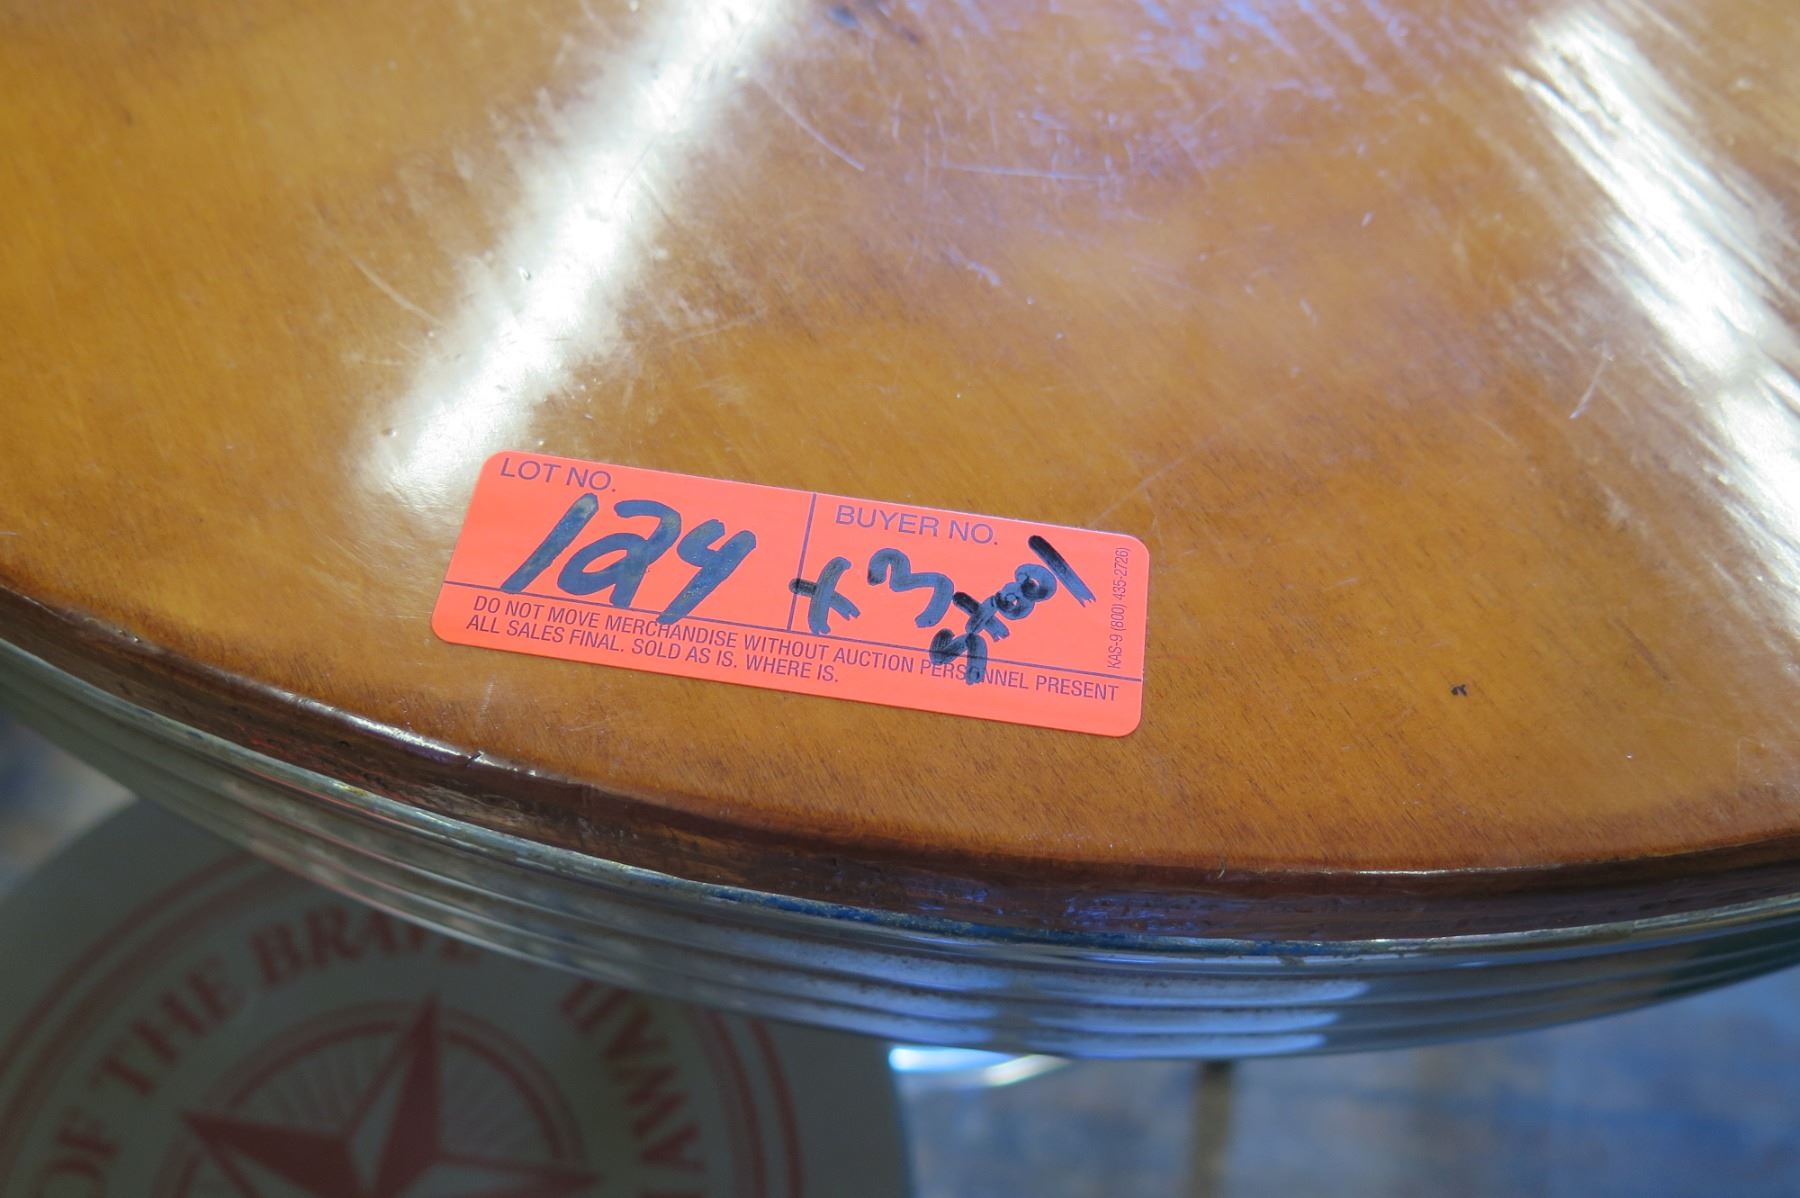 LOT NO.
124
BUYER NO.
+ 3
Stool
DO NOT MOVE MERCHANDISE WITHOUT AUCTION PERSONNEL PRESENT
ALL SALES FINAL. SOLD AS IS. WHERE IS.
KAS-9 (800) 435-2726)
OF THE BRAVE
HAWAII